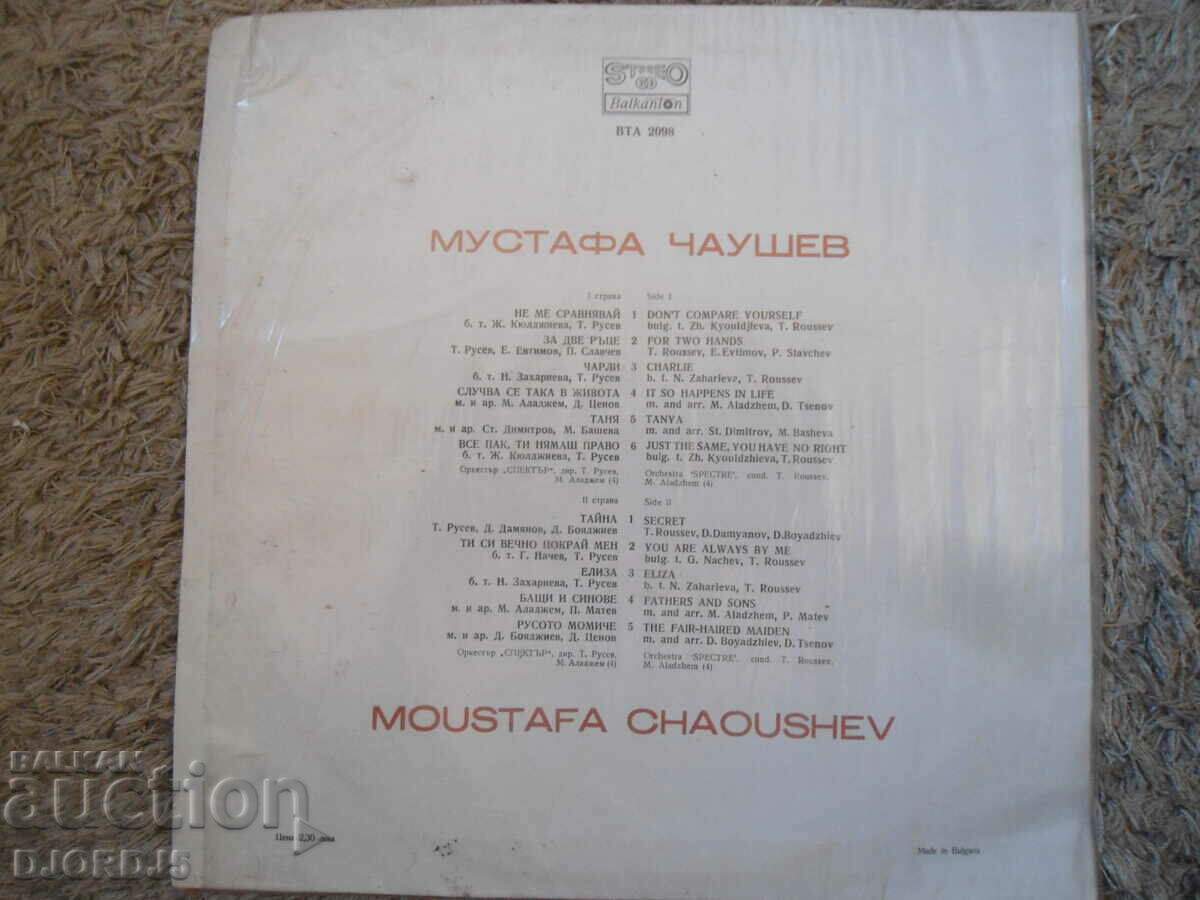 STEREO
Balkanton
ВТА 2098
МУСТАФА ЧАУШЕВ
I страна
НЕ МЕ СРАВНЯВАЙ 1
б. т. Ж. Кюлджиева, Т. Русев
ЗА ДВЕ РЪЦЕ 2
Т. Русев, Е. Евтимов, П. Славчев
ЧАРЛИ 3
б. т. Н. Захариева, Т. Русев
СЛУЧВА СЕ ТАКА В ЖИВОТА 4
м. и ар. М. Аладжем, Д. Ценов
ТАНЯ 5
м. и ар. Ст. Димитров, М. Башева
ВСЕ ПАК, ТИ НЯМАШ ПРАВО 6
б. т. Ж. Кюлджиева, Т. Русев
Оркестър „СПЕКТЪР“, дир. Т. Русев,
М. Аладжем (4)
Side I
DON'T COMPARE YOURSELF
bulg. t. Zh. Kyouldjieva, T. Roussev
FOR TWO HANDS
T. Roussev, E. Evtimov, P. Slavchev
CHARLIE
b. t. N. Zaharieva, T. Roussev
IT SO HAPPENS IN LIFE
m. and arr. M. Aladzhem, D. Tsenov
TANYA
m. and arr. St. Dimitrov, M. Basheva
JUST THE SAME, YOU HAVE NO RIGHT
bulg. t. Zh. Kyouldzhieva, T. Roussev
Orchestra "SPECTRE", cond. T. Roussev,
M. Aladzhem (4)
II страна
ТАЙНА 1
Т. Русев, Д. Дамянов, Д. Бояджиев
ТИ СИ ВЕЧНО ПОКРАЙ МЕН 2
б. т. Г. Начев, Т. Русев
ЕЛИЗА 3
б. т. Н. Захариева, Т. Русев
БАЩИ И СИНОВЕ 4
м. и ар. М. Аладжем, П. Матев
РУСОТО МОМИЧЕ 5
м. и ар. Д. Бояджиев, Д. Ценов
Оркестър „СПЕКТЪР“, дир. Т. Русев,
М. Аладжем (4)
Side II
SECRET
T. Roussev, D. Damyanov, D. Boyadzhiev
YOU ARE ALWAYS BY ME
bulg. t. G. Nachev, T. Roussev
ELIZA
b. t. N. Zaharieva, T. Roussev
FATHERS AND SONS
m. and arr. M. Aladzhem, P. Matev
THE FAIR-HAIRED MAIDEN
m. and arr. D. Boyadzhiev, D. Tsenov
Orchestra "SPECTRE", cond. T. Roussev,
M. Aladzhem (4)
MOUSTAFA CHAOUSHEV
BALKAN
auction
Цена 2,30 лева
DJORDJ5
Made in Bulgaria